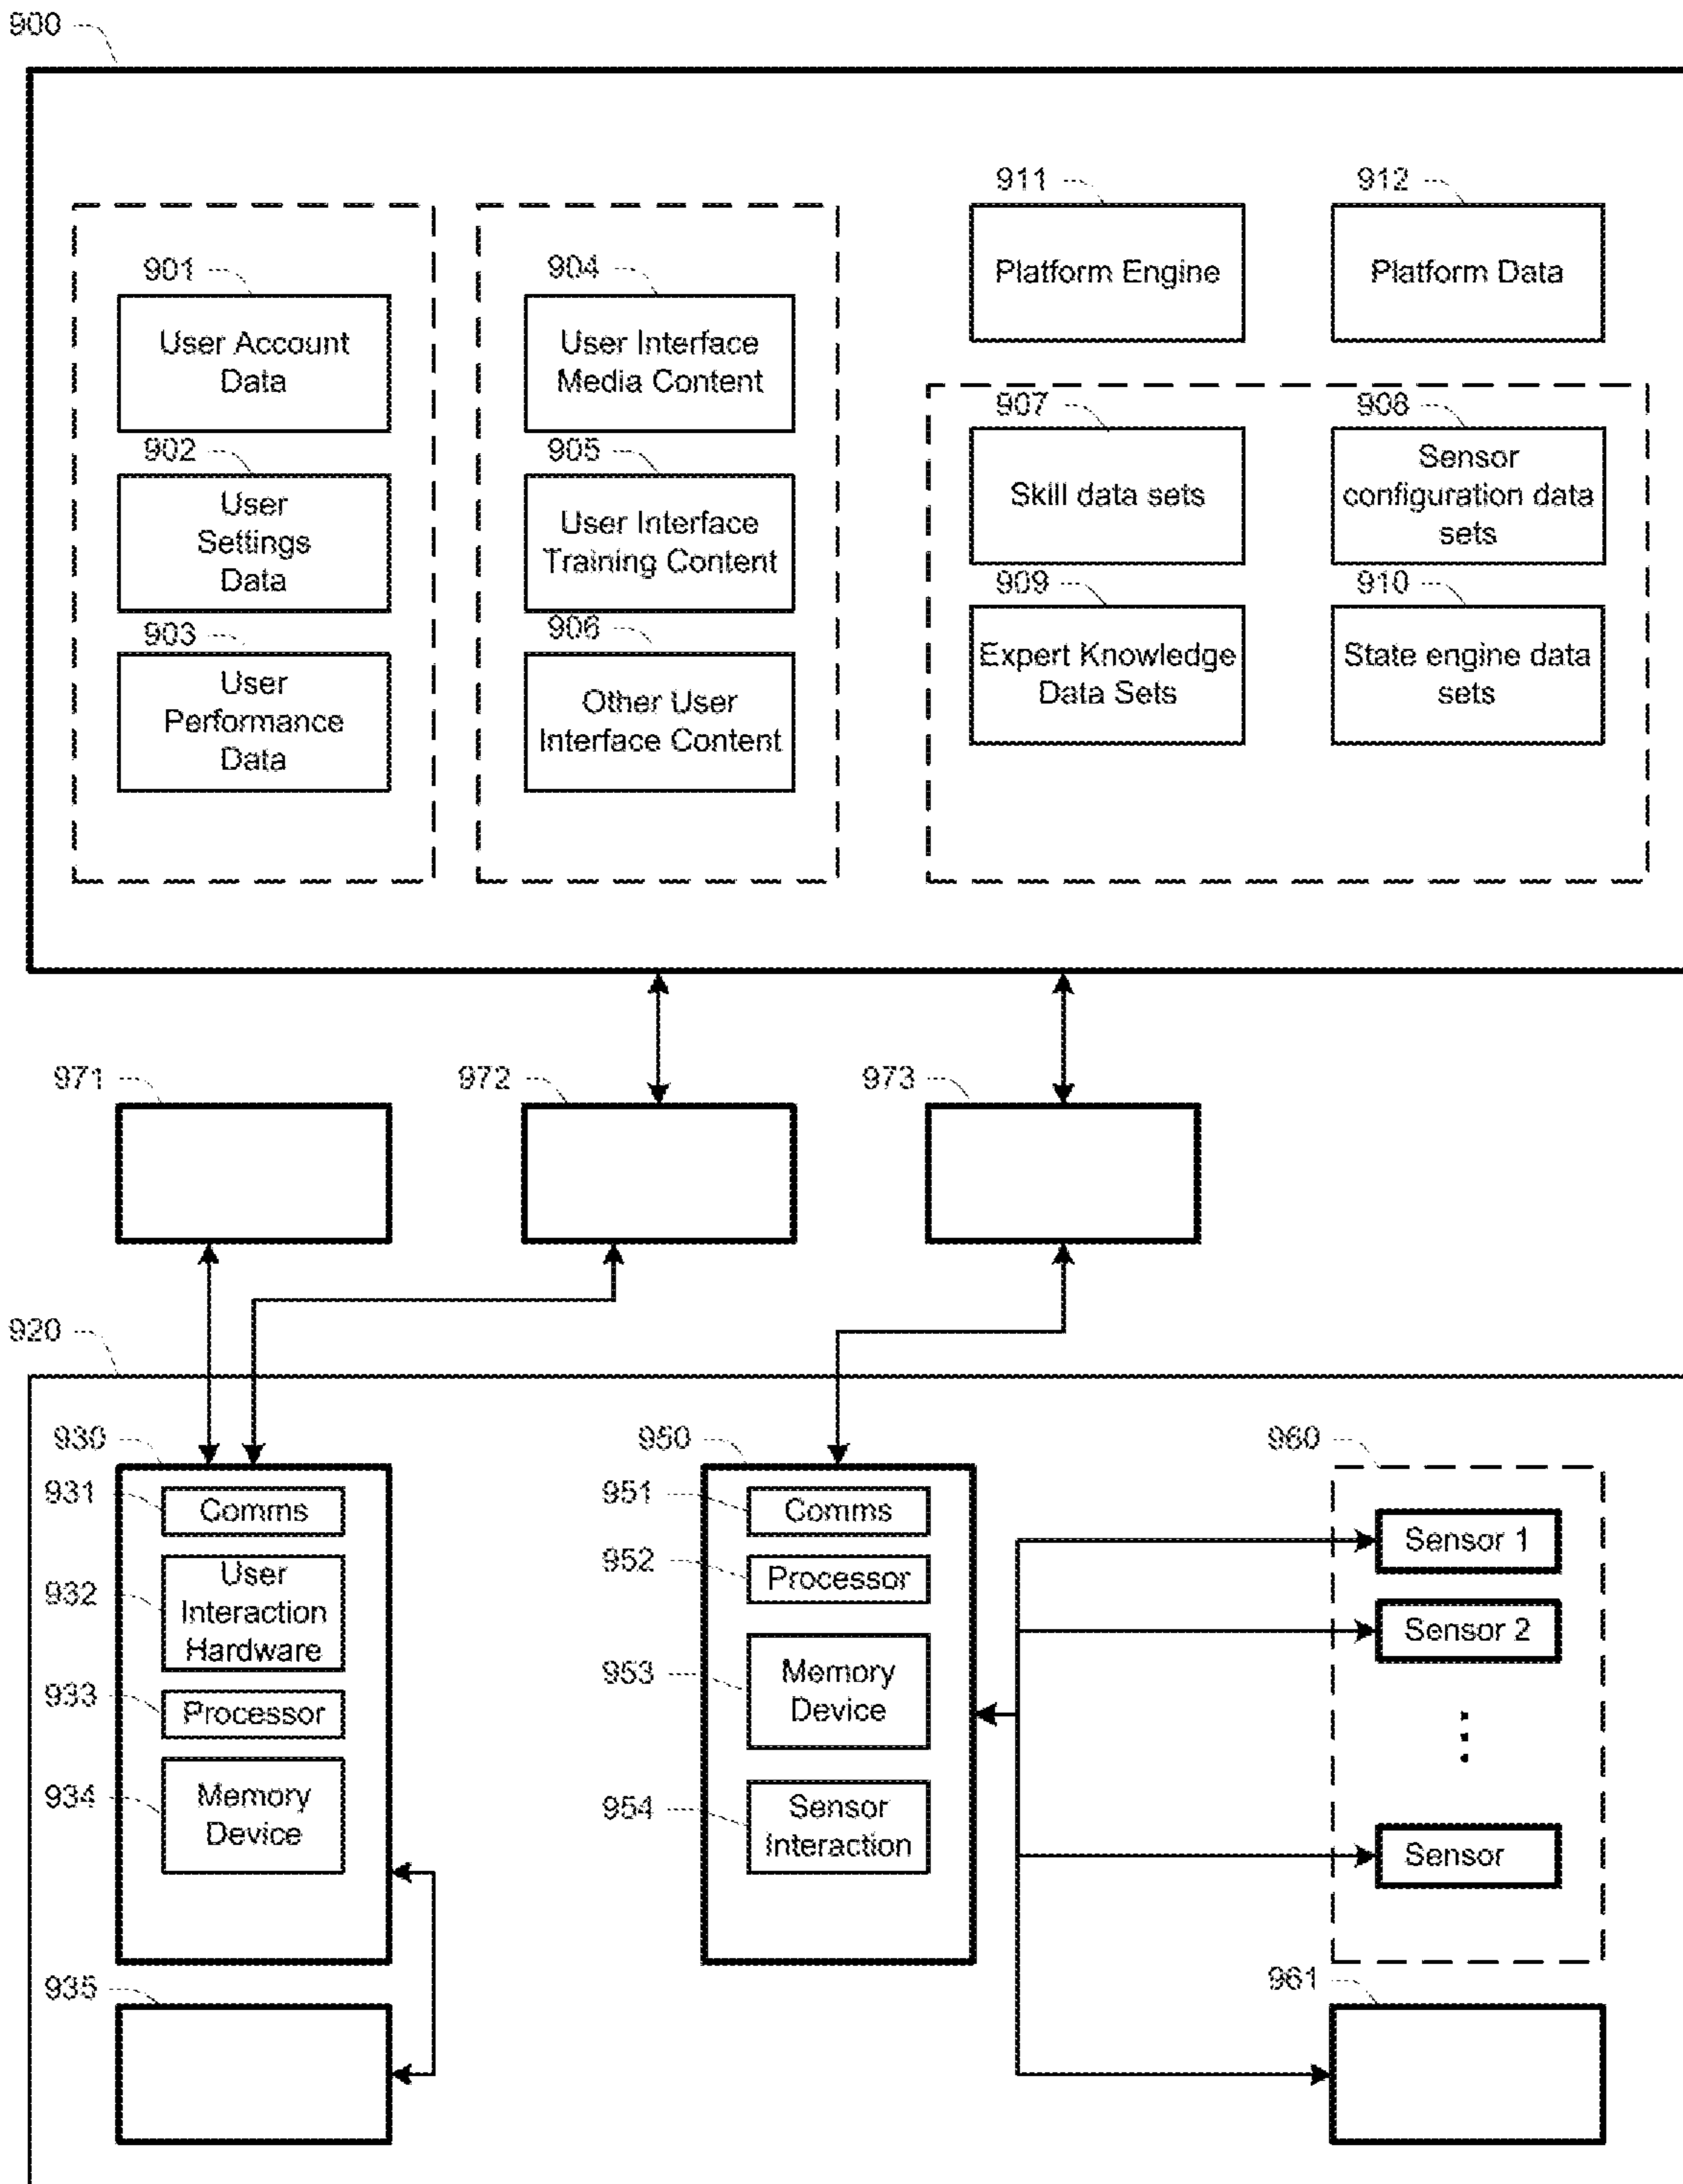 900
911
912
Platform Engine
Platform Data
901
User Account
Data
902
User
Settings
Data
903
User
Performance
Data
904
User Interface
Media Content
905
User Interface
Training Content
906
Other User
Interface Content
907
Skill data sets
908
Sensor
configuration data
sets
909
Expert Knowledge
Data Sets
910
State engine data
sets
971
972
973
920
930
931
Comms
932
User
Interaction
Hardware
933
Processor
934
Memory
Device
935
950
951
Comms
952
Processor
953
Memory
Device
954
Sensor
Interaction
960
Sensor 1
Sensor 2
⋮
Sensor
961